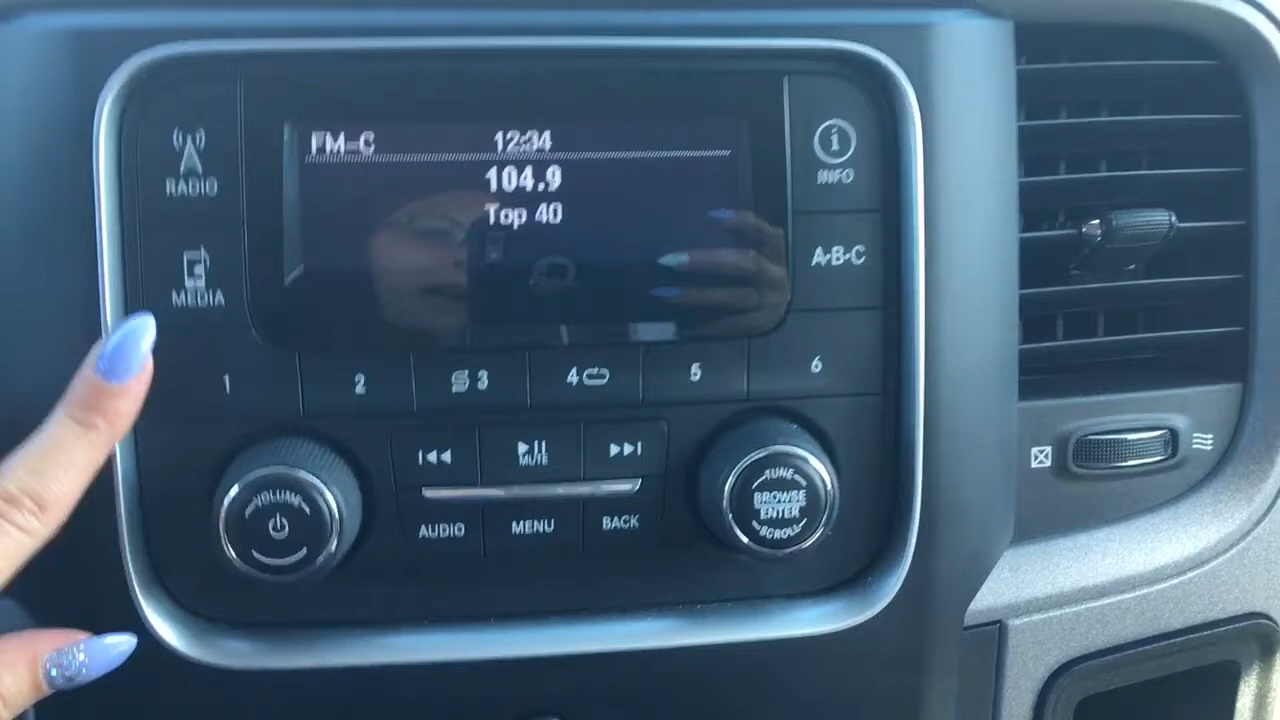 FM-C 12:34
104.9
Top 40
RADIO
MEDIA
INFO
A-B-C
1 2 3 4 5 6
MUTE
VOLUME
AUDIO MENU BACK
TUNE
BROWSE
ENTER
SCROLL